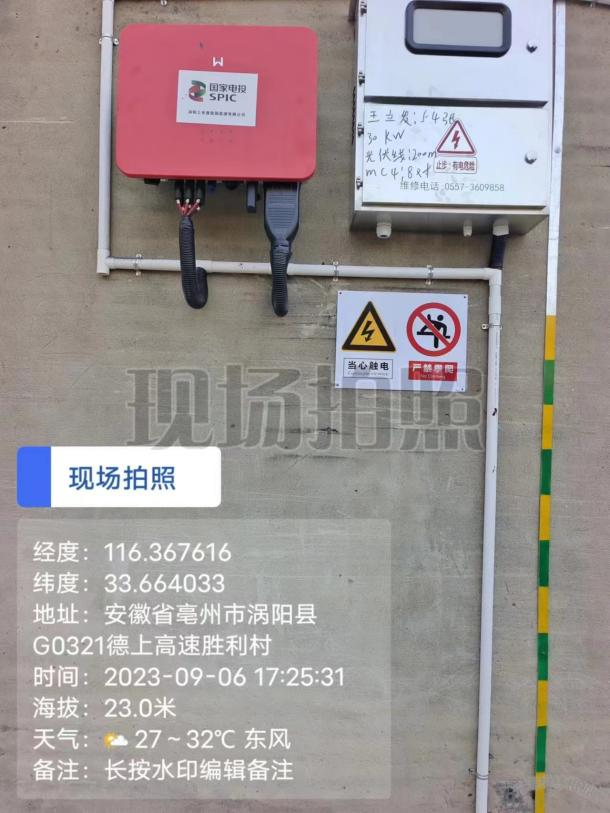 国家电投
SPIC
王立发:543B
30 KW
光伏线:200m
MC4:8对
止步·有电危险
维修电话:0557-3609858
当心触电
严禁攀爬
现场拍照
现场拍照
经度：116.367616
纬度：33.664033
地址：安徽省亳州市涡阳县
G0321德上高速胜利村
时间：2023-09-06 17:25:31
海拔：23.0米
天气：27～32℃ 东风
备注：长按水印编辑备注